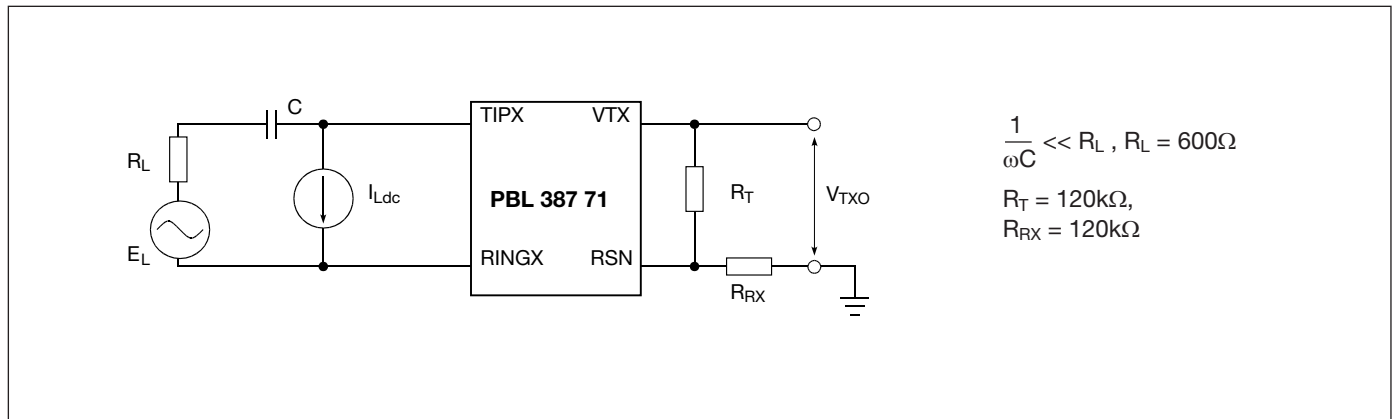 C
TIPX
VTX
R_L
I_Ldc
PBL 387 71
R_T
V_TXO
E_L
RINGX
RSN
R_RX
1/ωC << R_L , R_L = 600Ω
R_T = 120kΩ,
R_RX = 120kΩ